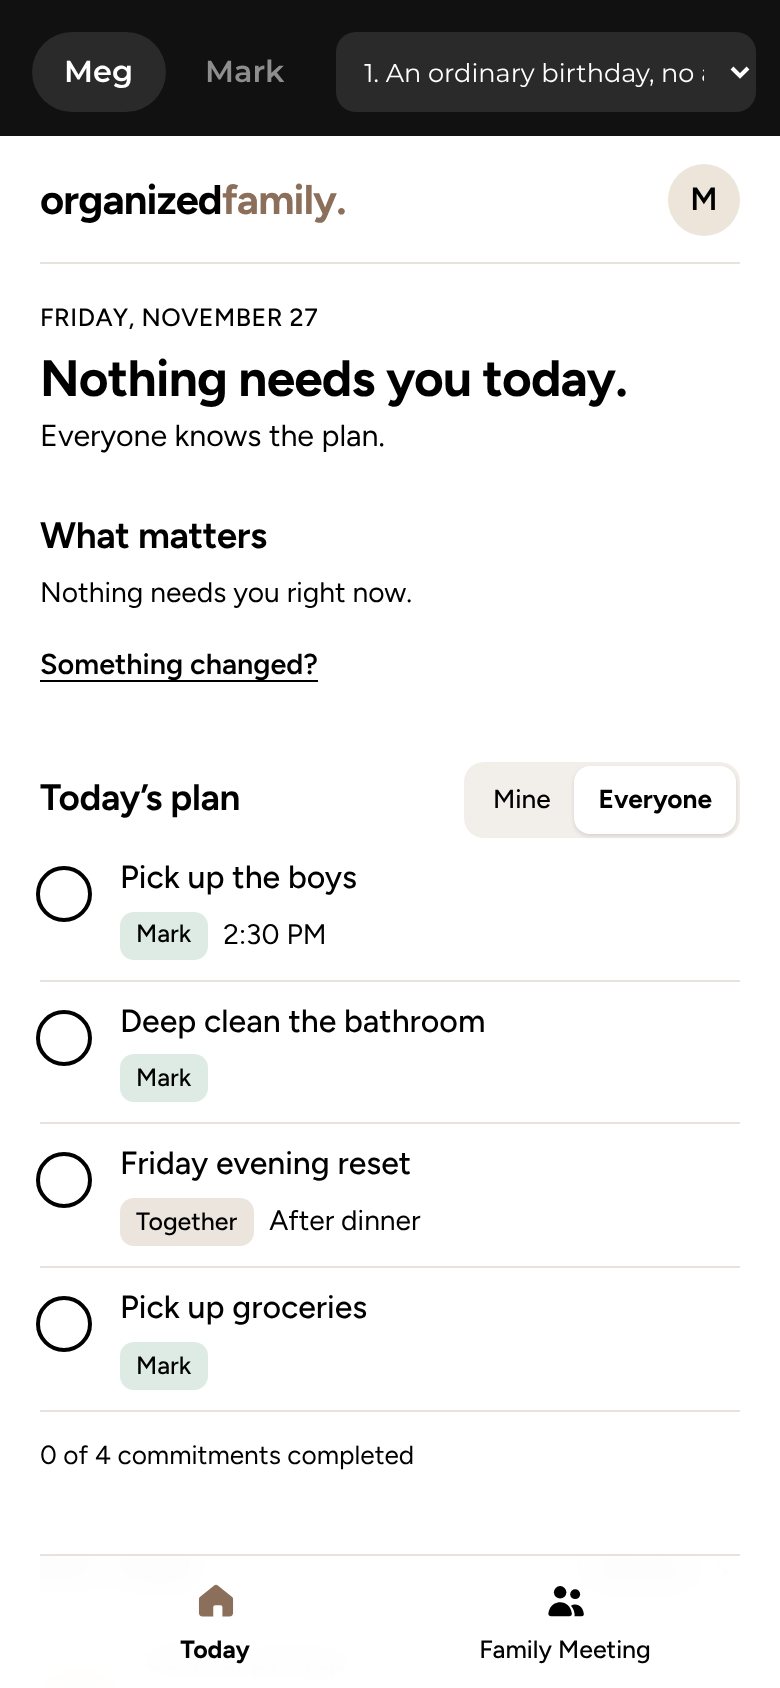 Meg
Mark
1. An ordinary birthday, no
organizedfamily.
M
FRIDAY, NOVEMBER 27
Nothing needs you today.
Everyone knows the plan.
What matters
Nothing needs you right now.
Something changed?
Today’s plan
Mine
Everyone
Pick up the boys
Mark 2:30 PM
Deep clean the bathroom
Mark
Friday evening reset
Together After dinner
Pick up groceries
Mark
0 of 4 commitments completed
Today
Family Meeting